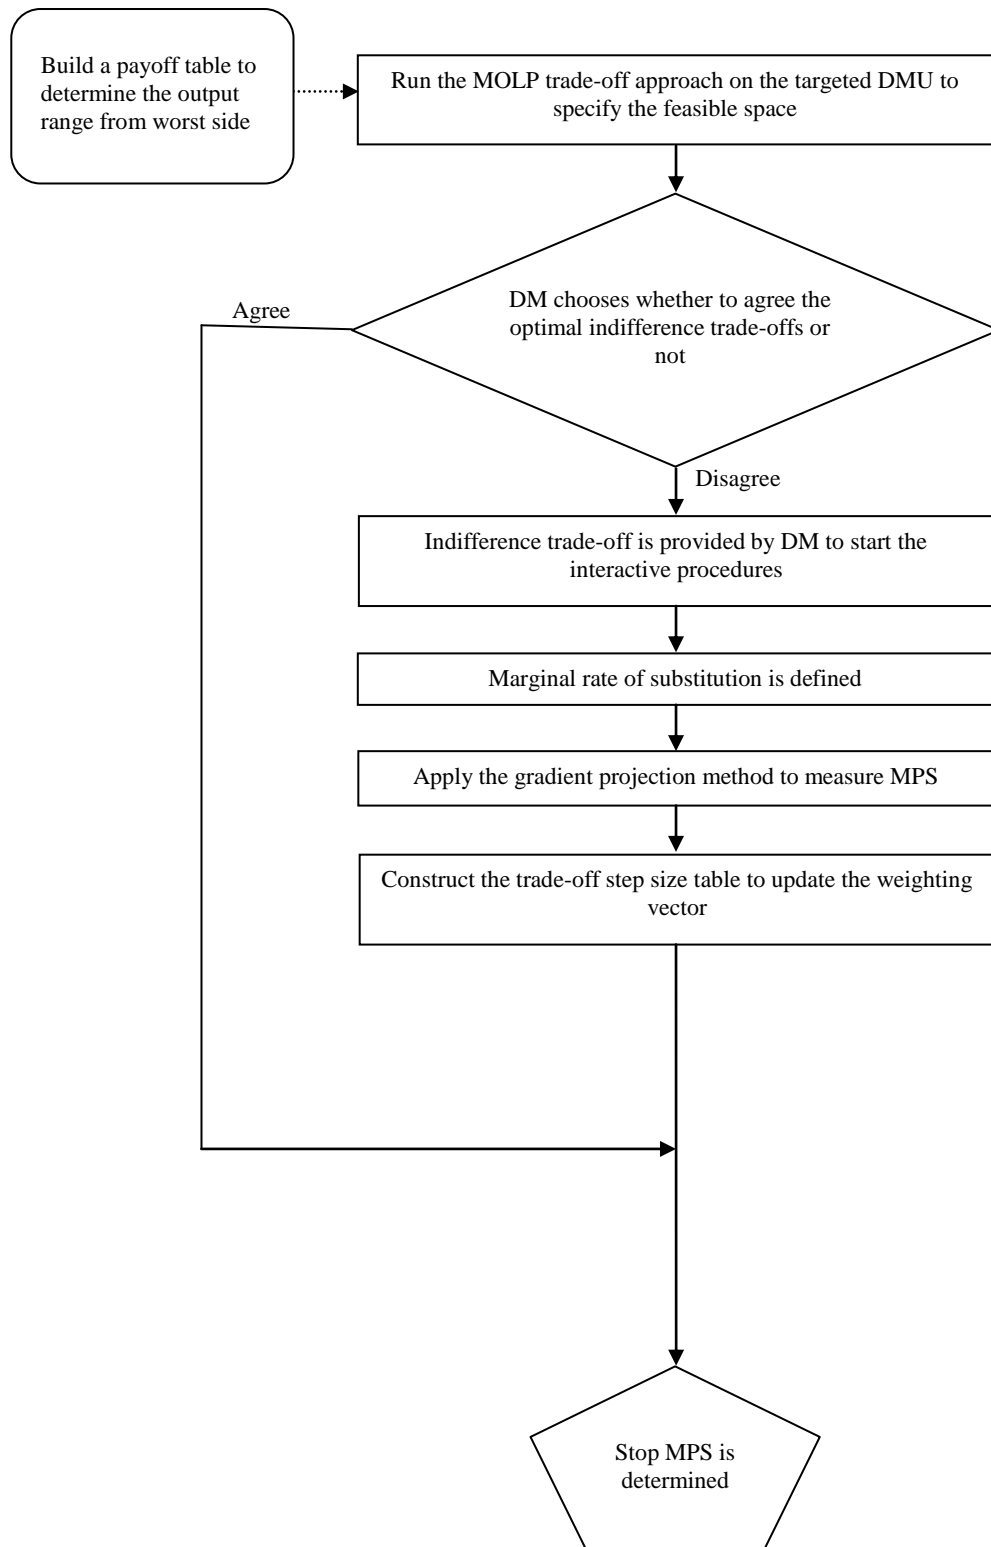 Build a payoff table to
determine the output
range from worst side
Run the MOLP trade-off approach on the targeted DMU to
specify the feasible space
DM chooses whether to agree the
optimal indifference trade-offs or
not
Agree
Disagree
Indifference trade-off is provided by DM to start the
interactive procedures
Marginal rate of substitution is defined
Apply the gradient projection method to measure MPS
Construct the trade-off step size table to update the weighting
vector
Stop MPS is
determined